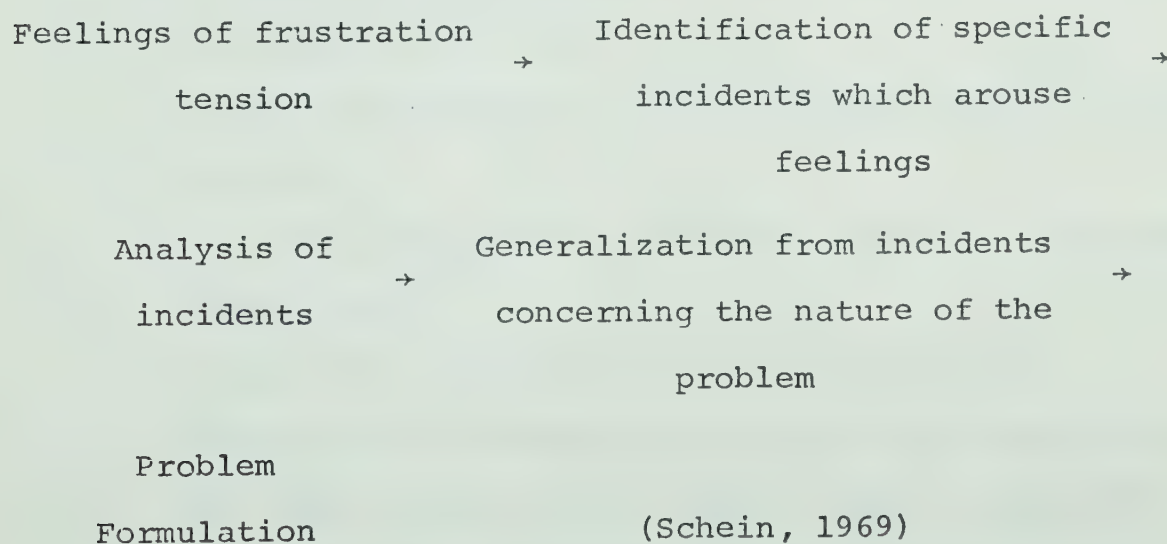 Feelings of frustration → Identification of specific →
tension incidents which arouse
feelings
Analysis of → Generalization from incidents →
incidents concerning the nature of the
problem
Problem
Formulation (Schein, 1969)